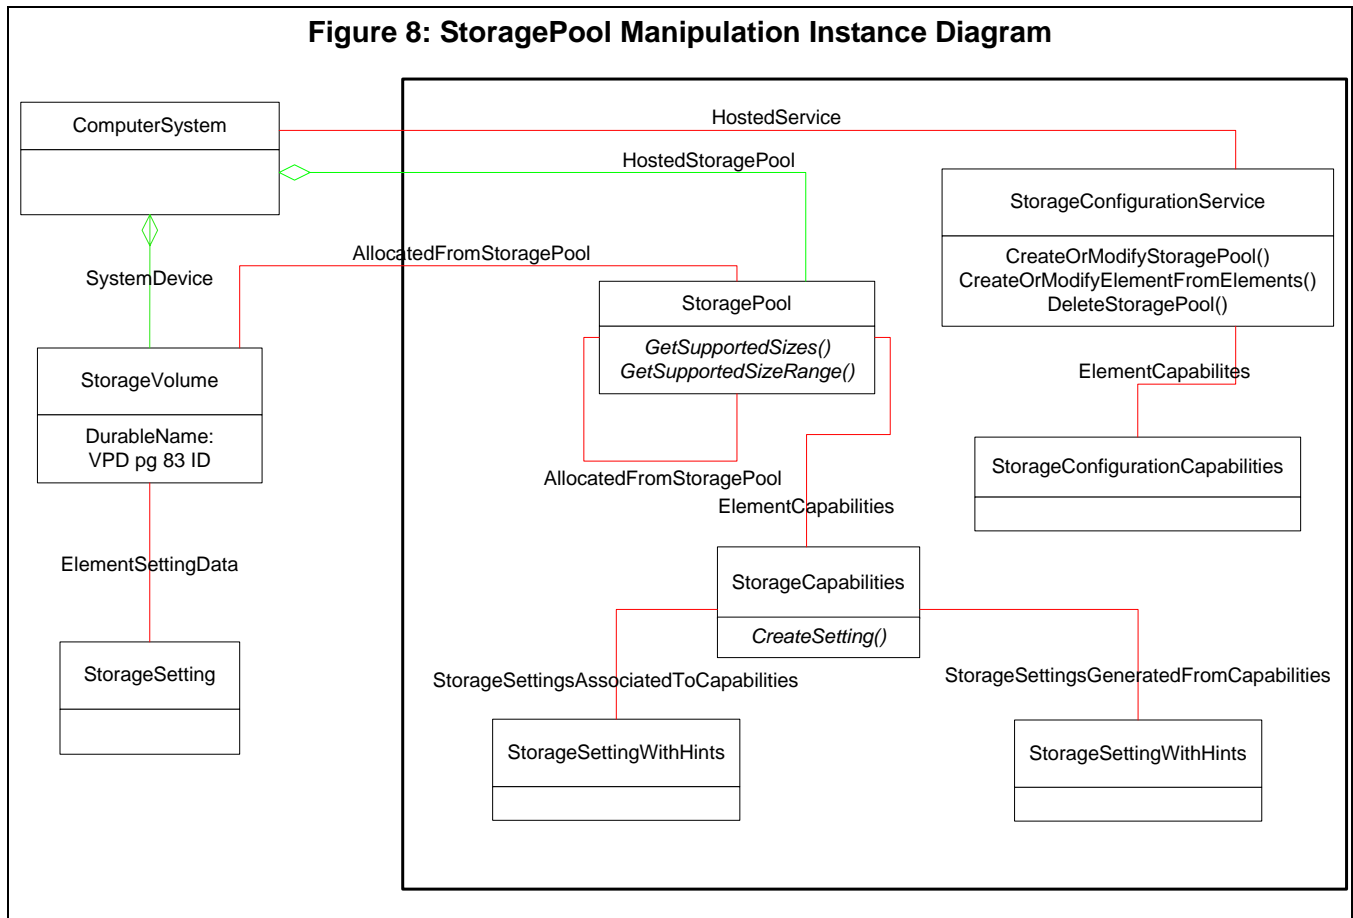 Figure 8: StoragePool Manipulation Instance Diagram
ComputerSystem
HostedService
HostedStoragePool
StorageConfigurationService
CreateOrModifyStoragePool()
CreateOrModifyElementFromElements()
DeleteStoragePool()
AllocatedFromStoragePool
SystemDevice
StoragePool
GetSupportedSizes()
GetSupportedSizeRange()
StorageVolume
DurableName:
VPD pg 83 ID
ElementCapabilites
StorageConfigurationCapabilities
AllocatedFromStoragePool
ElementCapabilities
ElementSettingData
StorageCapabilities
CreateSetting()
StorageSetting
StorageSettingsAssociatedToCapabilities
StorageSettingsGeneratedFromCapabilities
StorageSettingWithHints
StorageSettingWithHints